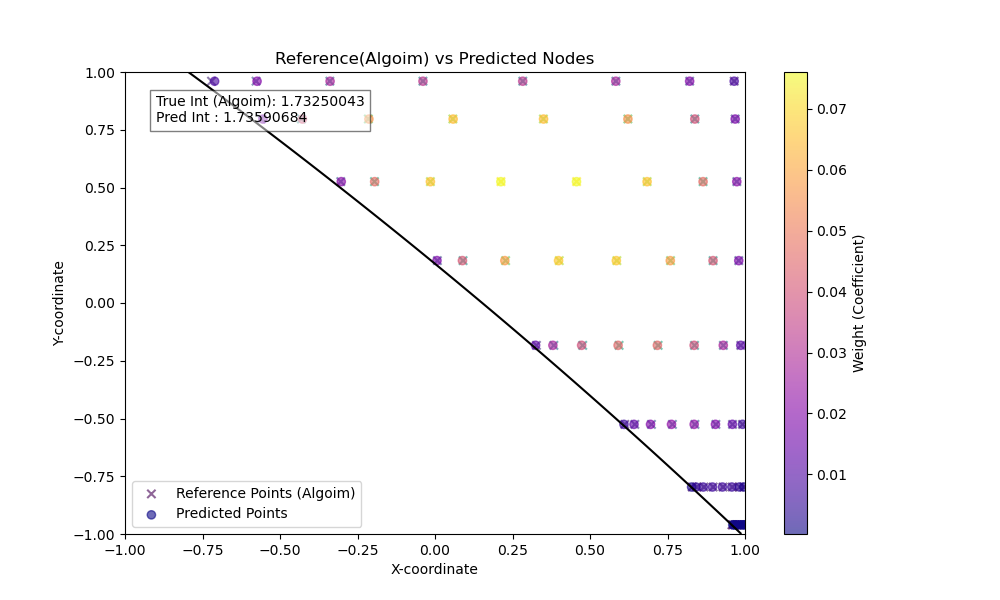 Reference(Algoim) vs Predicted Nodes
True Int (Algoim): 1.73250043
Pred Int : 1.73590684
1.00
0.75
0.50
0.25
0.00
−0.25
−0.50
−0.75
−1.00
Y-coordinate
Reference Points (Algoim)
Predicted Points
−1.00 −0.75 −0.50 −0.25 0.00 0.25 0.50 0.75 1.00
X-coordinate
0.07
0.06
0.05
0.04
0.03
0.02
0.01
Weight (Coefficient)